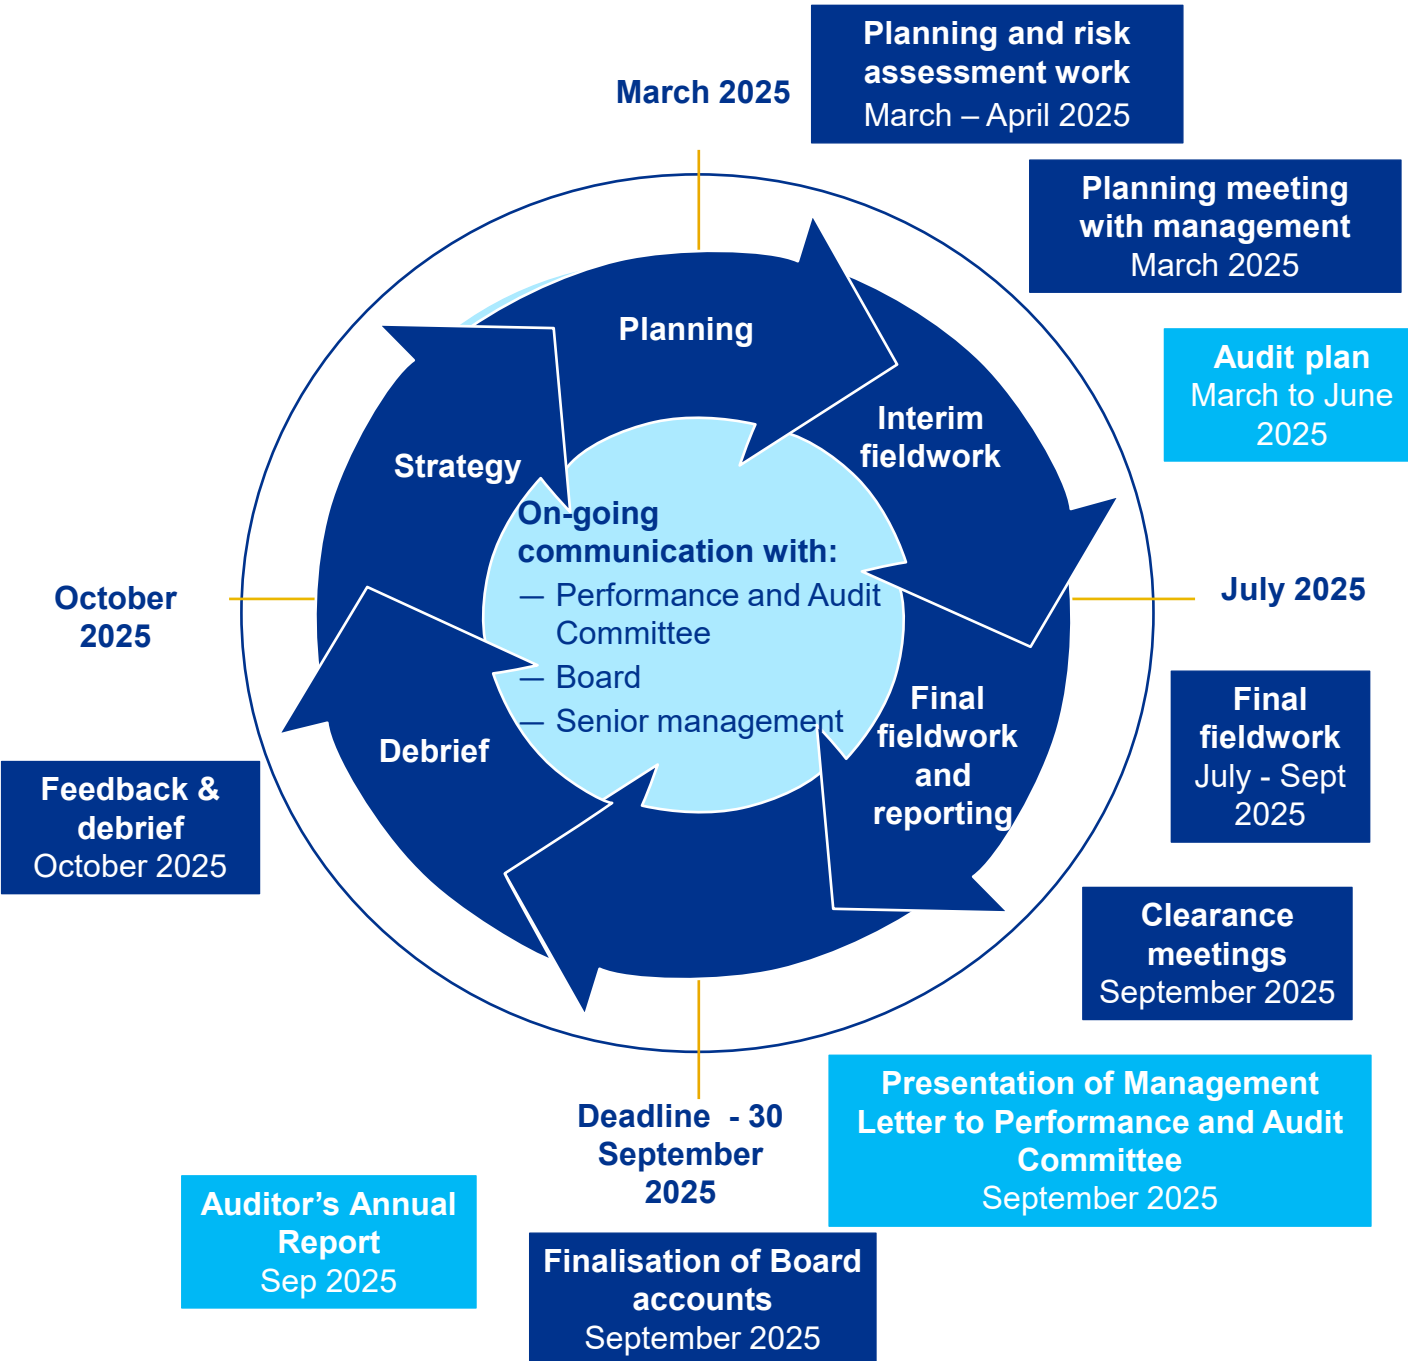 March 2025
Planning and risk
assessment work
March – April 2025
Planning meeting
with management
March 2025
Audit plan
March to June
2025
Planning
Interim
fieldwork
Strategy
On-going
communication with:
— Performance and Audit
Committee
— Board
— Senior management
October
2025
July 2025
Final
fieldwork
and
reporting
Debrief
Final
fieldwork
July - Sept
2025
Feedback &
debrief
October 2025
Clearance
meetings
September 2025
Presentation of Management
Letter to Performance and Audit
Committee
September 2025
Deadline  - 30
September
2025
Auditor’s Annual
Report
Sep 2025
Finalisation of Board
accounts
September 2025